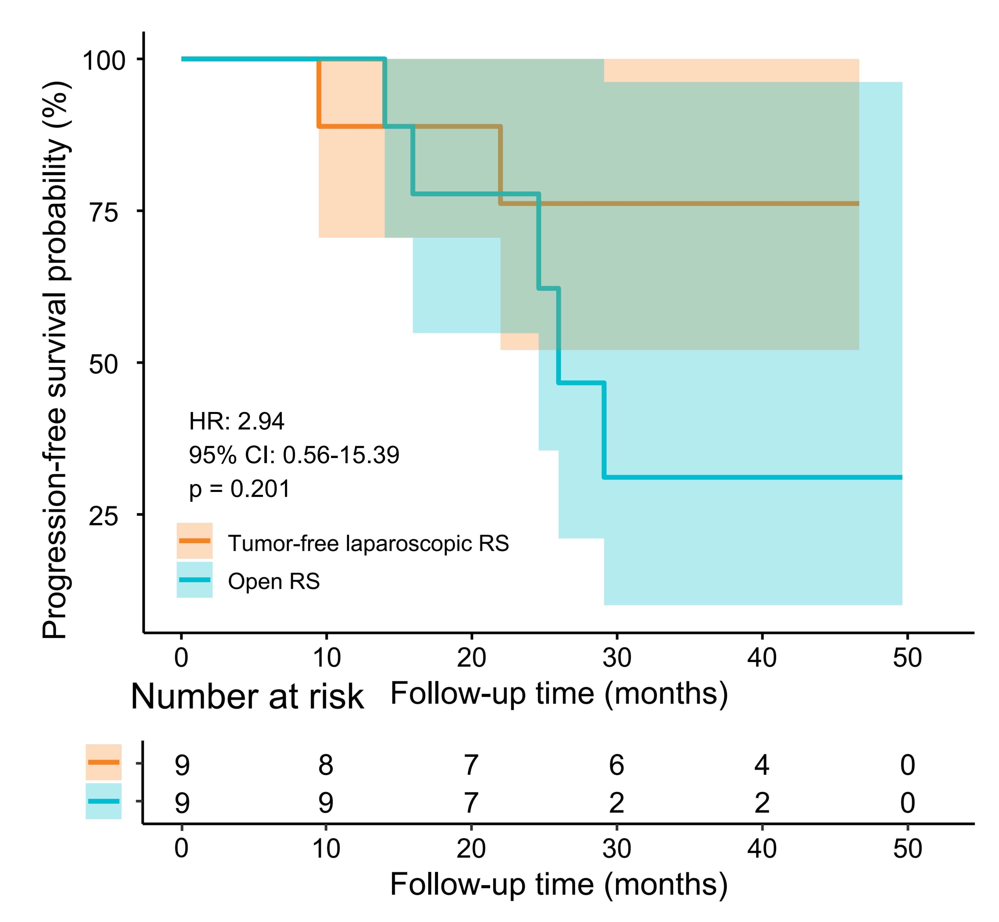 Progression-free survival probability (%)
100
75
50
25
HR: 2.94
95% CI: 0.56-15.39
p = 0.201
Tumor-free laparoscopic RS
Open RS
0 10 20 30 40 50
Follow-up time (months)
Number at risk
9 8 7 6 4 0
9 9 7 2 2 0
0 10 20 30 40 50
Follow-up time (months)